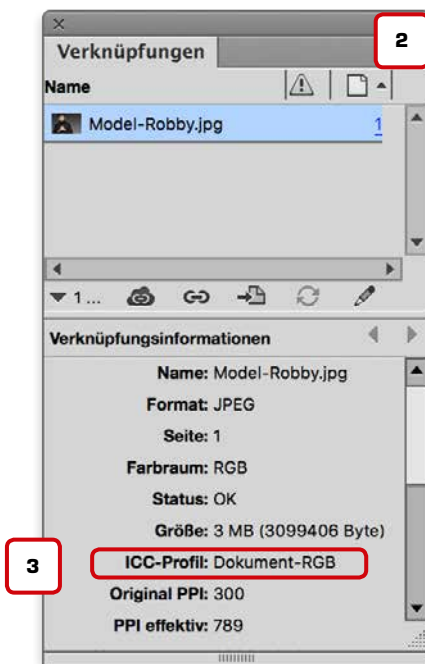 2
Verknüpfungen
Name
Model-Robby.jpg 1
1...
Verknüpfungsinformationen
Name: Model-Robby.jpg
Format: JPEG
Seite: 1
Farbraum: RGB
Status: OK
Größe: 3 MB (3099406 Byte)
3 ICC-Profil: Dokument-RGB
Original PPI: 300
PPI effektiv: 789